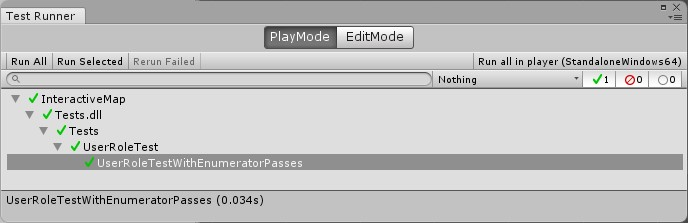 Test Runner
PlayMode EditMode
Run All Run Selected Rerun Failed Run all in player (StandaloneWindows64)
Nothing 1 0 0
InteractiveMap
Tests.dll
Tests
UserRoleTest
UserRoleTestWithEnumeratorPasses
UserRoleTestWithEnumeratorPasses (0.034s)